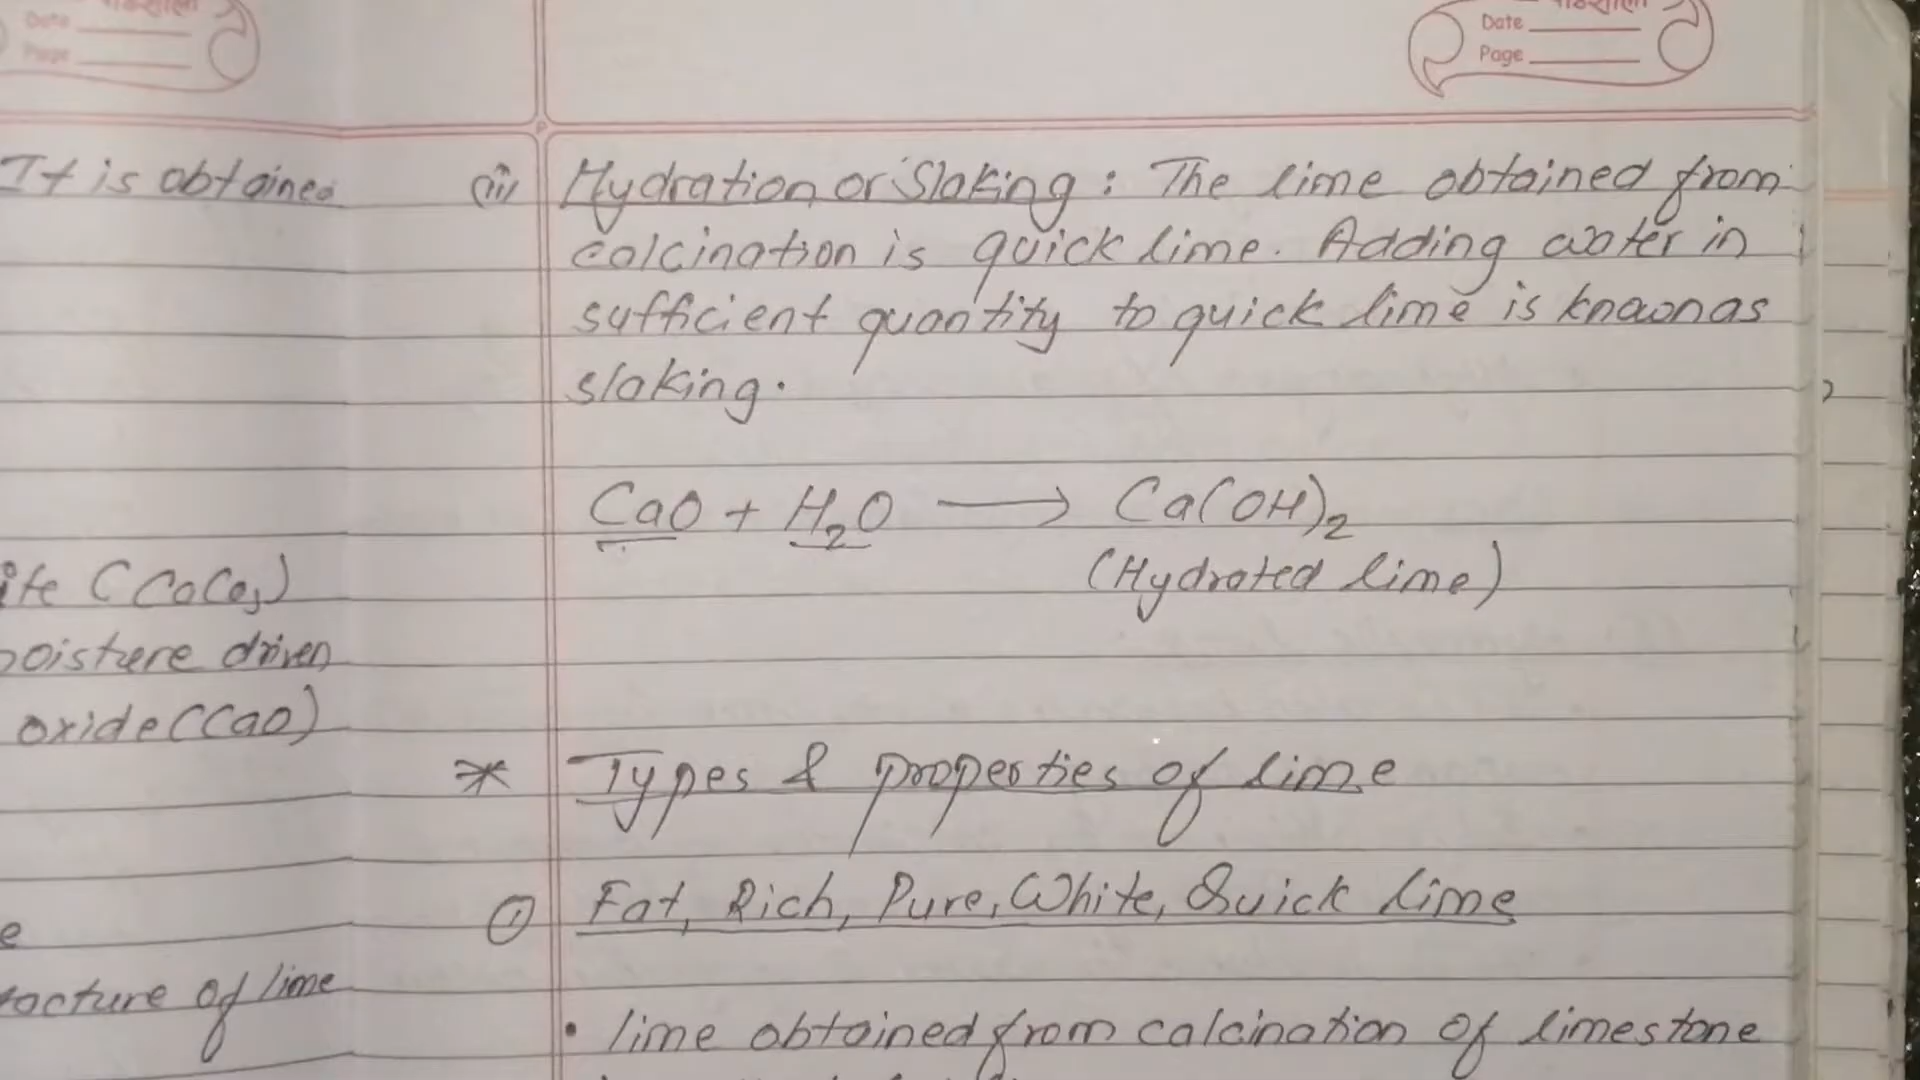 Date
Page
Date
Page
It is obtained
ite (CaCo3)
oisture driven
oxide (CaO)
e
facture of lime
(iii) Hydration or Slaking : The lime obtained from
calcination is quick lime. Adding water in
sufficient quantity to quick lime is known as
slaking.
CaO + H2O → Ca(OH)2
(Hydrated lime)
* Types & properties of lime
① Fat, Rich, Pure, White, Quick lime
• lime obtained from calcination of limestone